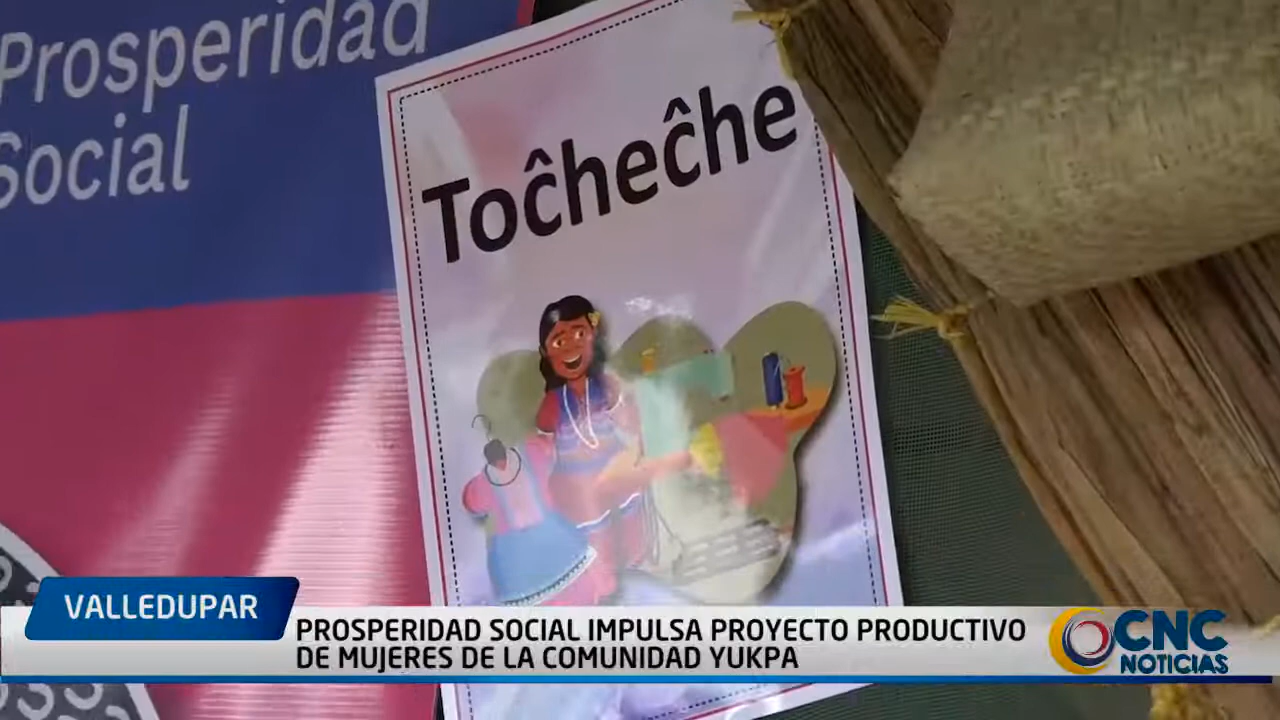 Prosperidad
Social
Toĉheĉhe
VALLEDUPAR
PROSPERIDAD SOCIAL IMPULSA PROYECTO PRODUCTIVO
DE MUJERES DE LA COMUNIDAD YUKPA
CNC
NOTICIAS